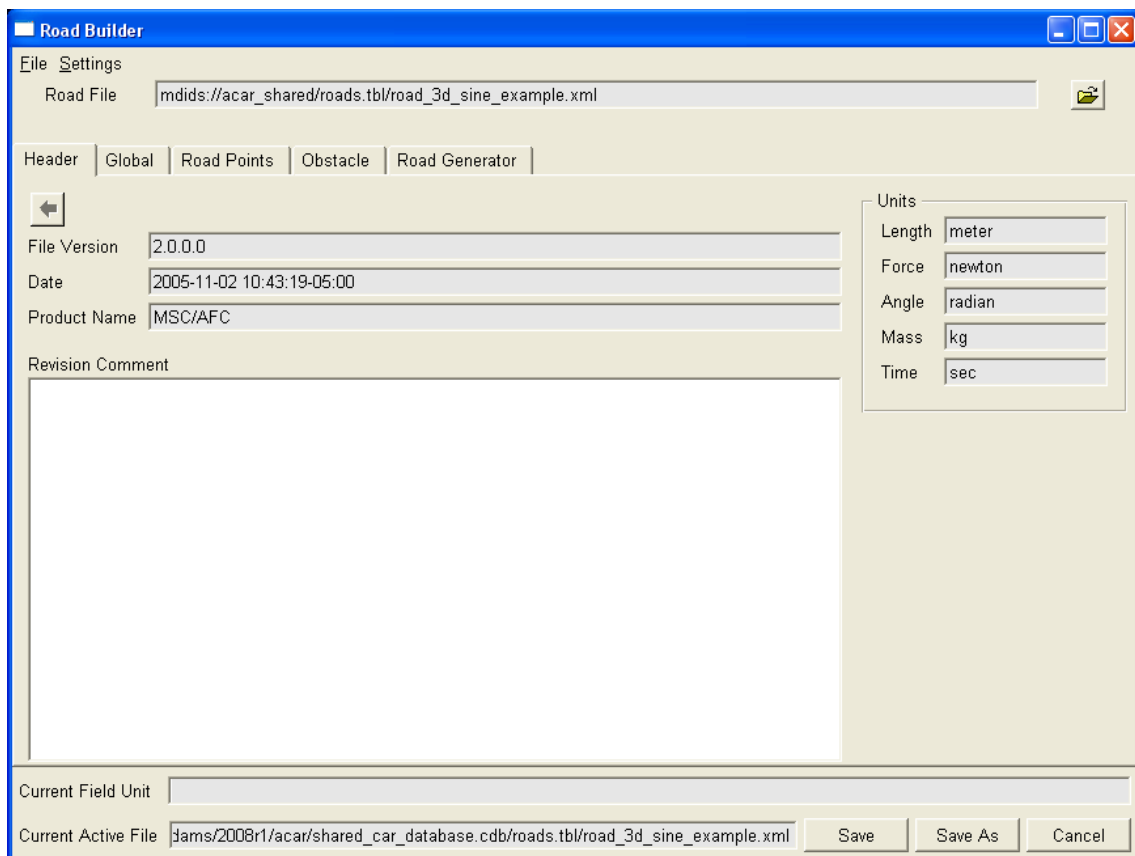 Road Builder
File Settings
Road File mdids://acar_shared/roads.tbl/road_3d_sine_example.xml
Header Global Road Points Obstacle Road Generator
File Version 2.0.0.0
Date 2005-11-02 10:43:19-05:00
Product Name MSC/AFC
Revision Comment
Units
Length meter
Force newton
Angle radian
Mass kg
Time sec
Current Field Unit
Current Active File dams/2008r1/acar/shared_car_database.cdb/roads.tbl/road_3d_sine_example.xml Save Save As Cancel